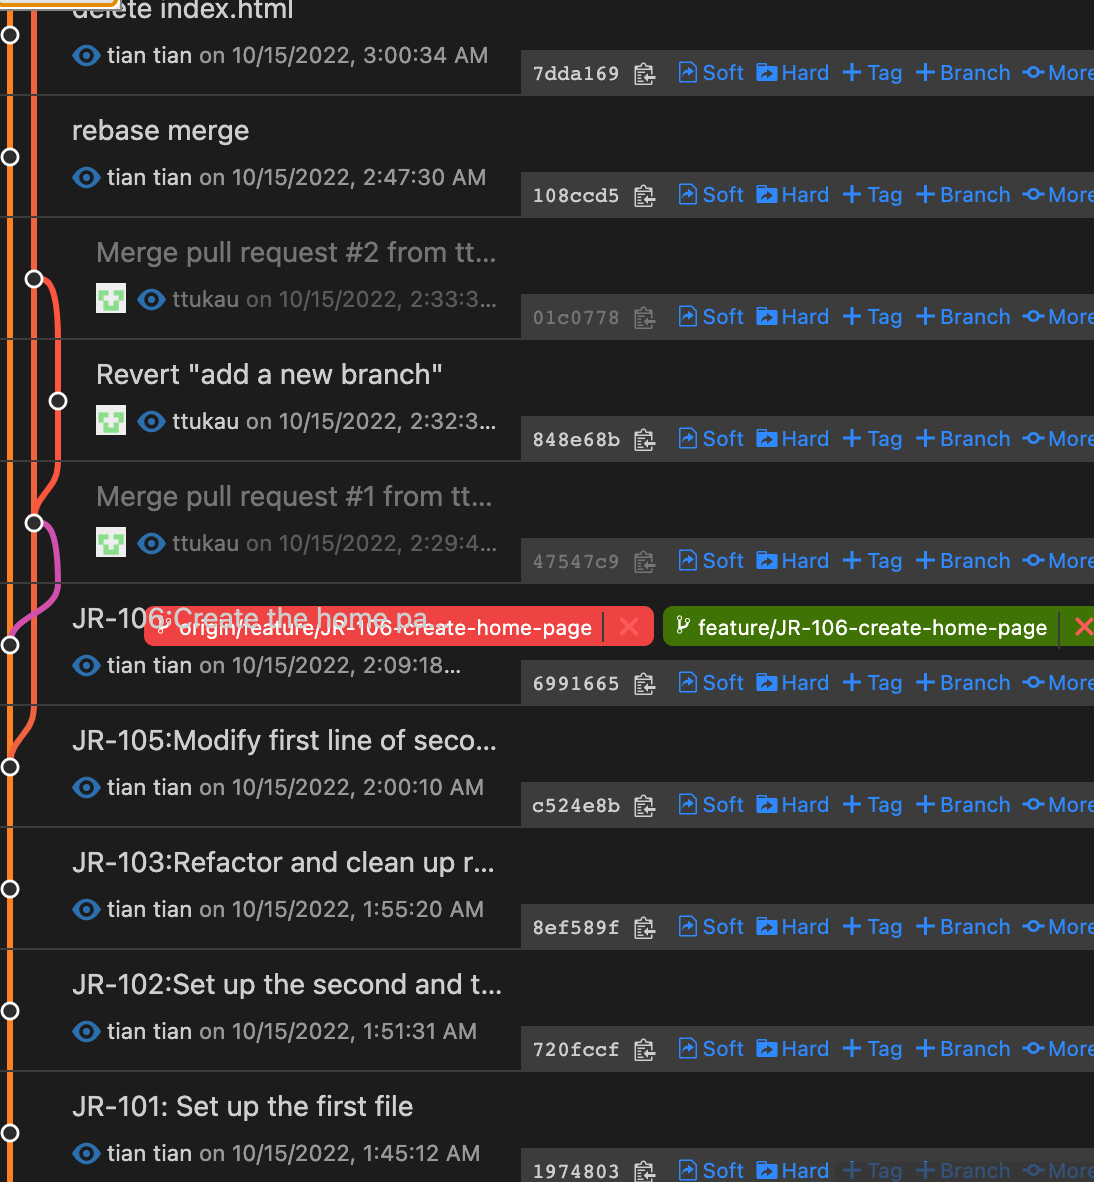 delete index.html
tian tian on 10/15/2022, 3:00:34 AM
7dda169 Soft Hard + Tag + Branch More
rebase merge
tian tian on 10/15/2022, 2:47:30 AM
108ccd5 Soft Hard + Tag + Branch More
Merge pull request #2 from tt...
ttukau on 10/15/2022, 2:33:3...
01c0778 Soft Hard + Tag + Branch More
Revert "add a new branch"
ttukau on 10/15/2022, 2:32:3...
848e68b Soft Hard + Tag + Branch More
Merge pull request #1 from tt...
ttukau on 10/15/2022, 2:29:4...
47547c9 Soft Hard + Tag + Branch More
JR-106:Create the home pa...
origin/feature/JR-106-create-home-page
feature/JR-106-create-home-page
tian tian on 10/15/2022, 2:09:18...
6991665 Soft Hard + Tag + Branch More
JR-105:Modify first line of seco...
tian tian on 10/15/2022, 2:00:10 AM
c524e8b Soft Hard + Tag + Branch More
JR-103:Refactor and clean up r...
tian tian on 10/15/2022, 1:55:20 AM
8ef589f Soft Hard + Tag + Branch More
JR-102:Set up the second and t...
tian tian on 10/15/2022, 1:51:31 AM
720fccf Soft Hard + Tag + Branch More
JR-101: Set up the first file
tian tian on 10/15/2022, 1:45:12 AM
1974803 Soft Hard + Tag + Branch More